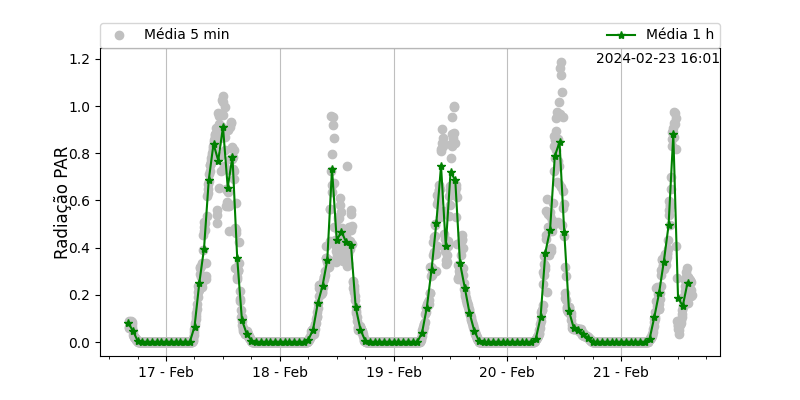 Média 5 min
Média 1 h
2024-02-23 16:01
Radiação PAR
1.2
1.0
0.8
0.6
0.4
0.2
0.0
17 - Feb
18 - Feb
19 - Feb
20 - Feb
21 - Feb